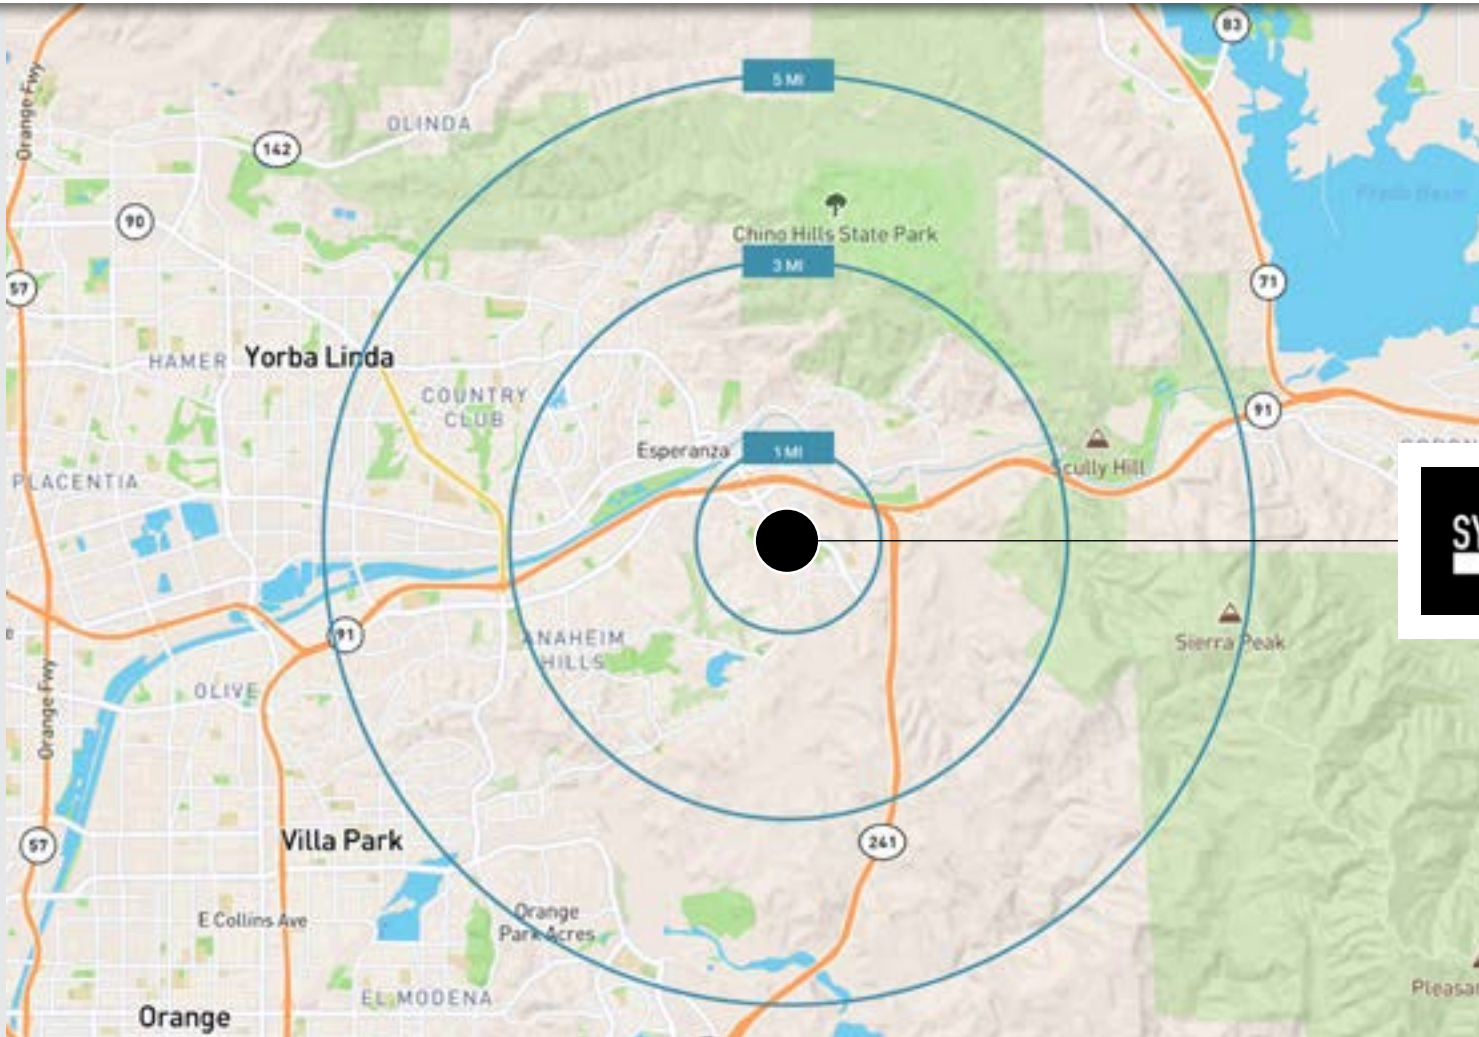 83
5 MI
Orange Fwy
OLINDA
142
90
Chino Hills State Park
3 MI
57
71
HAMER
Yorba Linda
COUNTRY
CLUB
91
Esperanza
1 MI
Scully Hill
PLACENTIA
SY
91
ANAHEIM
HILLS
Sierra Peak
OLIVE
Orange Fwy
57
Villa Park
241
E Collins Ave
Orange
Park Acres
EL MODENA
Pleasan
Orange